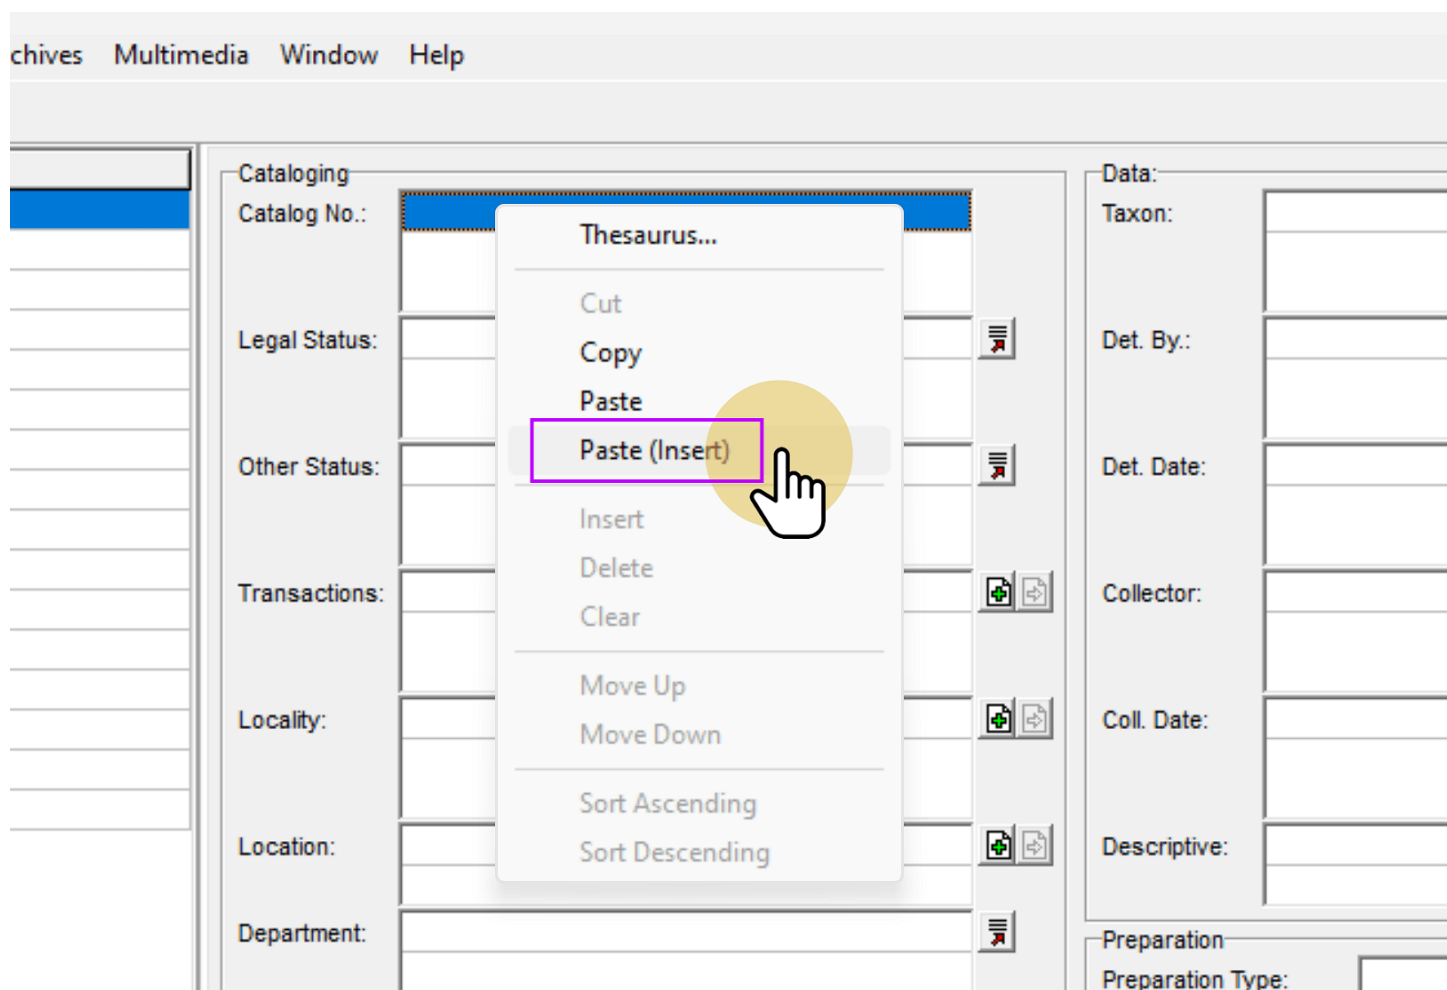 chives Multimedia Window Help
Cataloging
Catalog No.:
Legal Status:
Other Status:
Transactions:
Locality:
Location:
Department:
Thesaurus...
Cut
Copy
Paste
Paste (Insert)
Insert
Delete
Clear
Move Up
Move Down
Sort Ascending
Sort Descending
Data:
Taxon:
Det. By.:
Det. Date:
Collector:
Coll. Date:
Descriptive:
Preparation
Preparation Type: